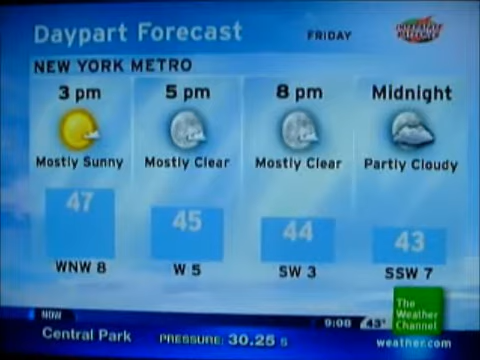 Daypart Forecast
FRIDAY
INTERSTATE BATTERIES
NEW YORK METRO
3 pm 5 pm 8 pm Midnight
Mostly Sunny Mostly Clear Mostly Clear Partly Cloudy
47 45 44 43
WNW 8 W 5 SW 3 SSW 7
NOW 9:08 43°
Central Park PRESSURE: 30.25 S
The
Weather
Channel
weather.com